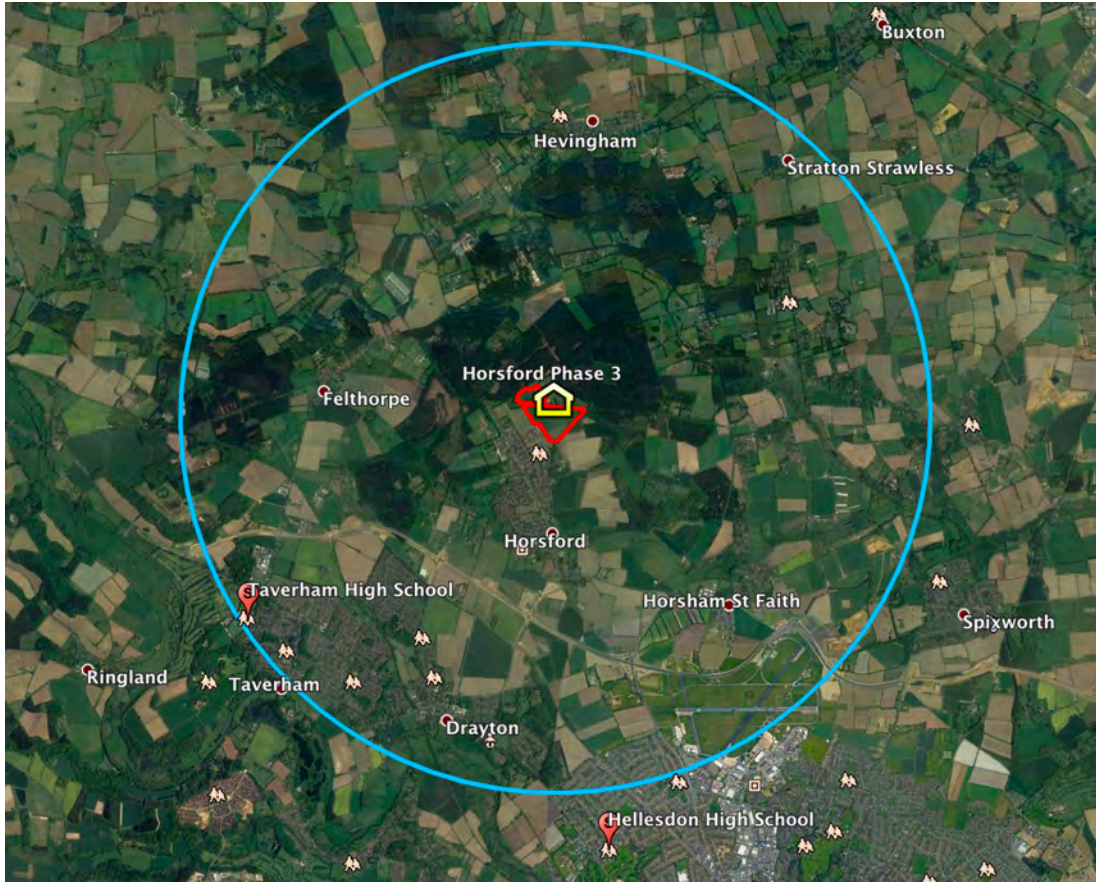 Buxton
Hevingham
Stratton Strawless
Horsford Phase 3
Felthorpe
Horsford
Taverham High School
Horsham St Faith
Spixworth
Ringland
Taverham
Drayton
Hellesdon High School